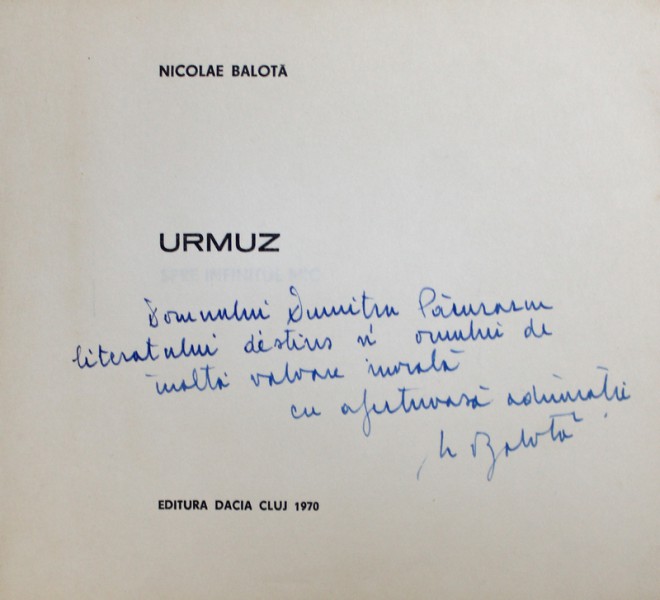 NICOLAE BALOTĂ
URMUZ
Domnului Dumitru Păcuraru
literatului distins și omului de
înaltă valoare morală
cu afectuoasă admirație
N Balotă
EDITURA DACIA CLUJ 1970